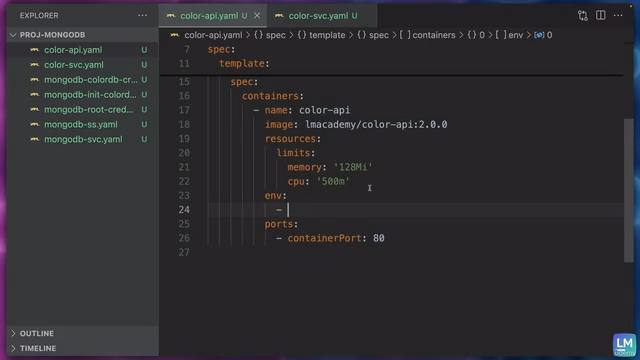 EXPLORER
PROJ-MONGODB
color-api.yaml U
color-svc.yaml U
mongodb-colordb-cr... U
mongodb-init-colord... U
mongodb-root-cred... U
mongodb-ss.yaml U
mongodb-svc.yaml U
OUTLINE
TIMELINE
color-api.yaml U
color-svc.yaml U
color-api.yaml > {} spec > {} template > {} spec > [ ] containers > {} 0 > [ ] env > 0
7 spec:
11 template:
15 spec:
16 containers:
17 - name: color-api
18 image: lmacademy/color-api:2.0.0
19 resources:
20 limits:
21 memory: '128Mi'
22 cpu: '500m'
23 env:
24 -
25 ports:
26 - containerPort: 80
27
LM